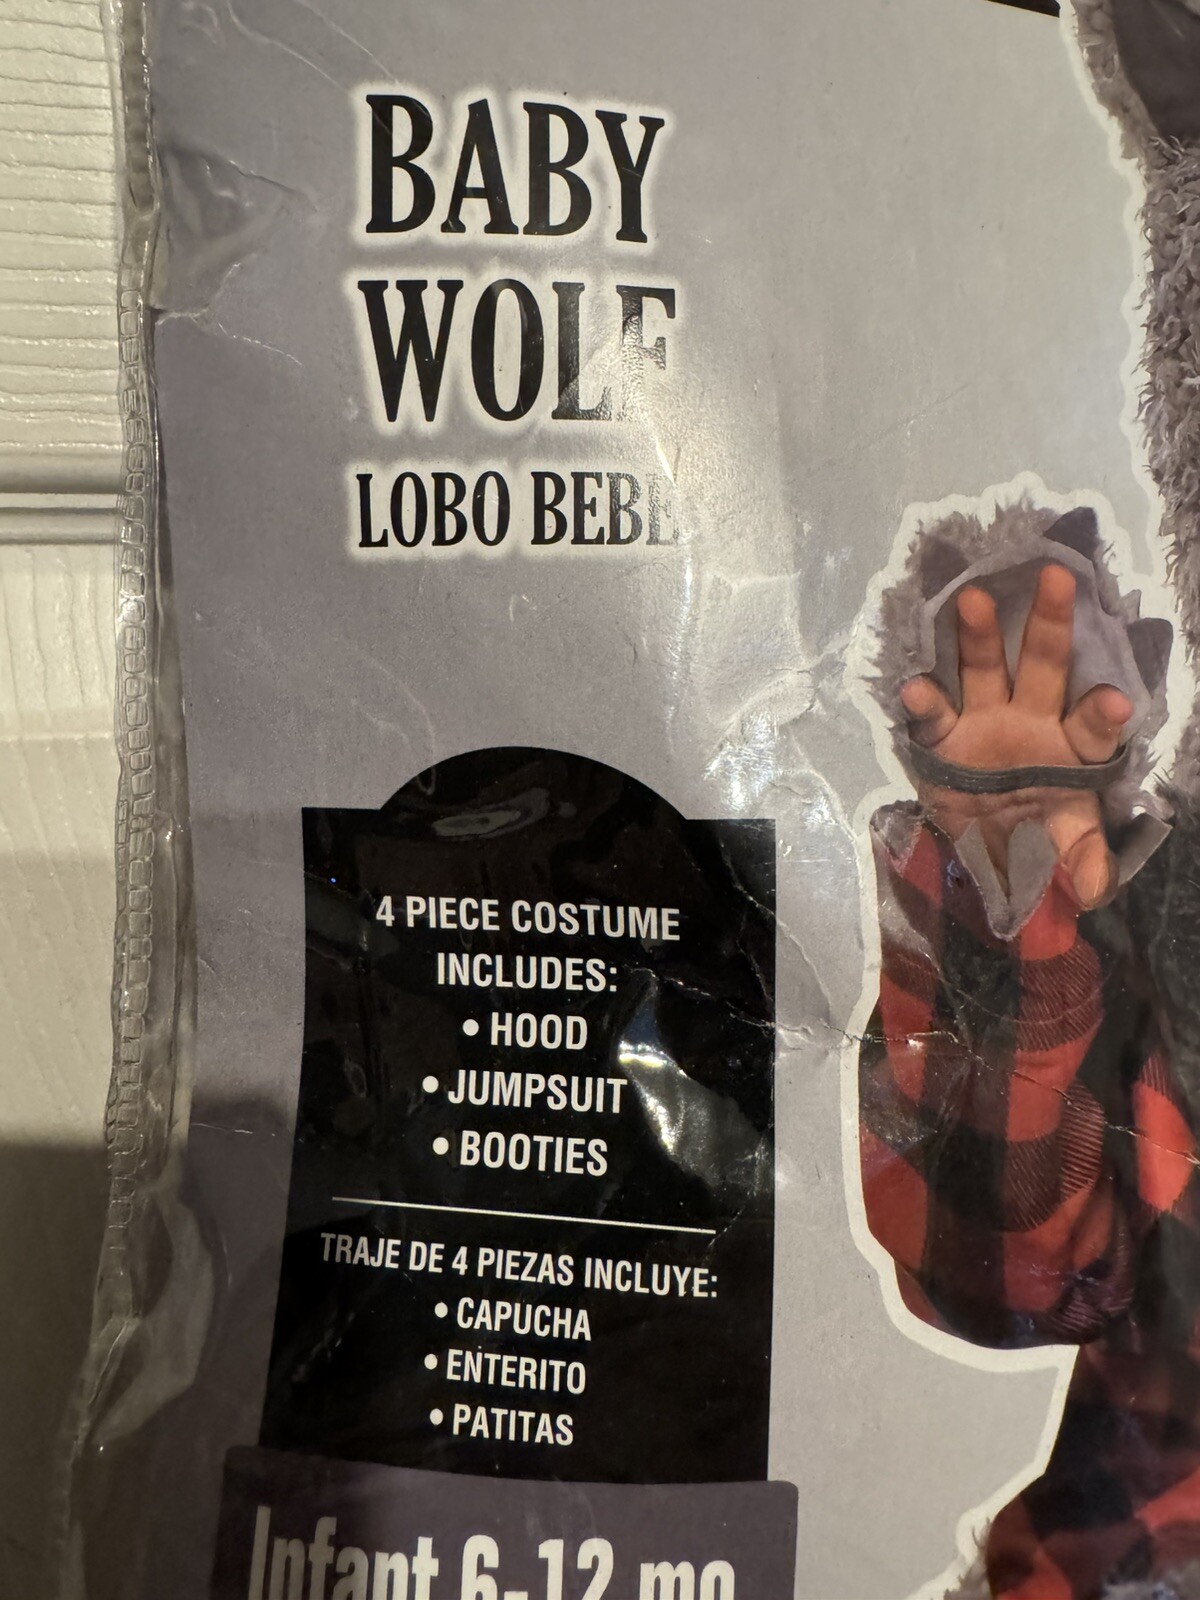 BABY
WOLF
LOBO BEBE
4 PIECE COSTUME
INCLUDES:
• HOOD
• JUMPSUIT
• BOOTIES
TRAJE DE 4 PIEZAS INCLUYE:
• CAPUCHA
• ENTERITO
• PATITAS
Infant 6-12 mo